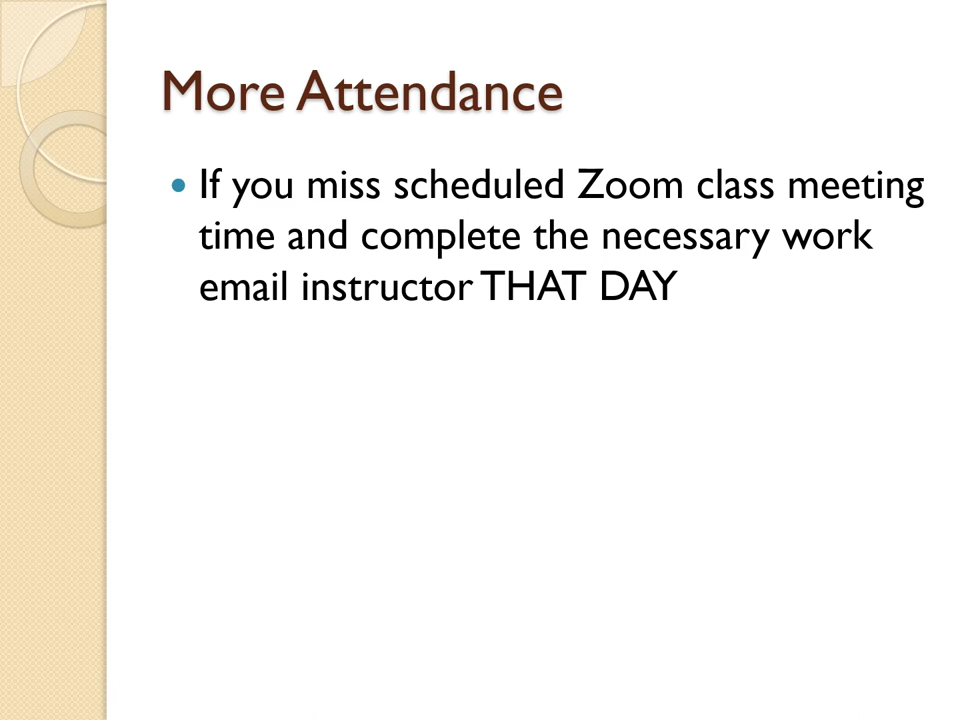 More Attendance
If you miss scheduled Zoom class meeting
time and complete the necessary work
email instructor THAT DAY